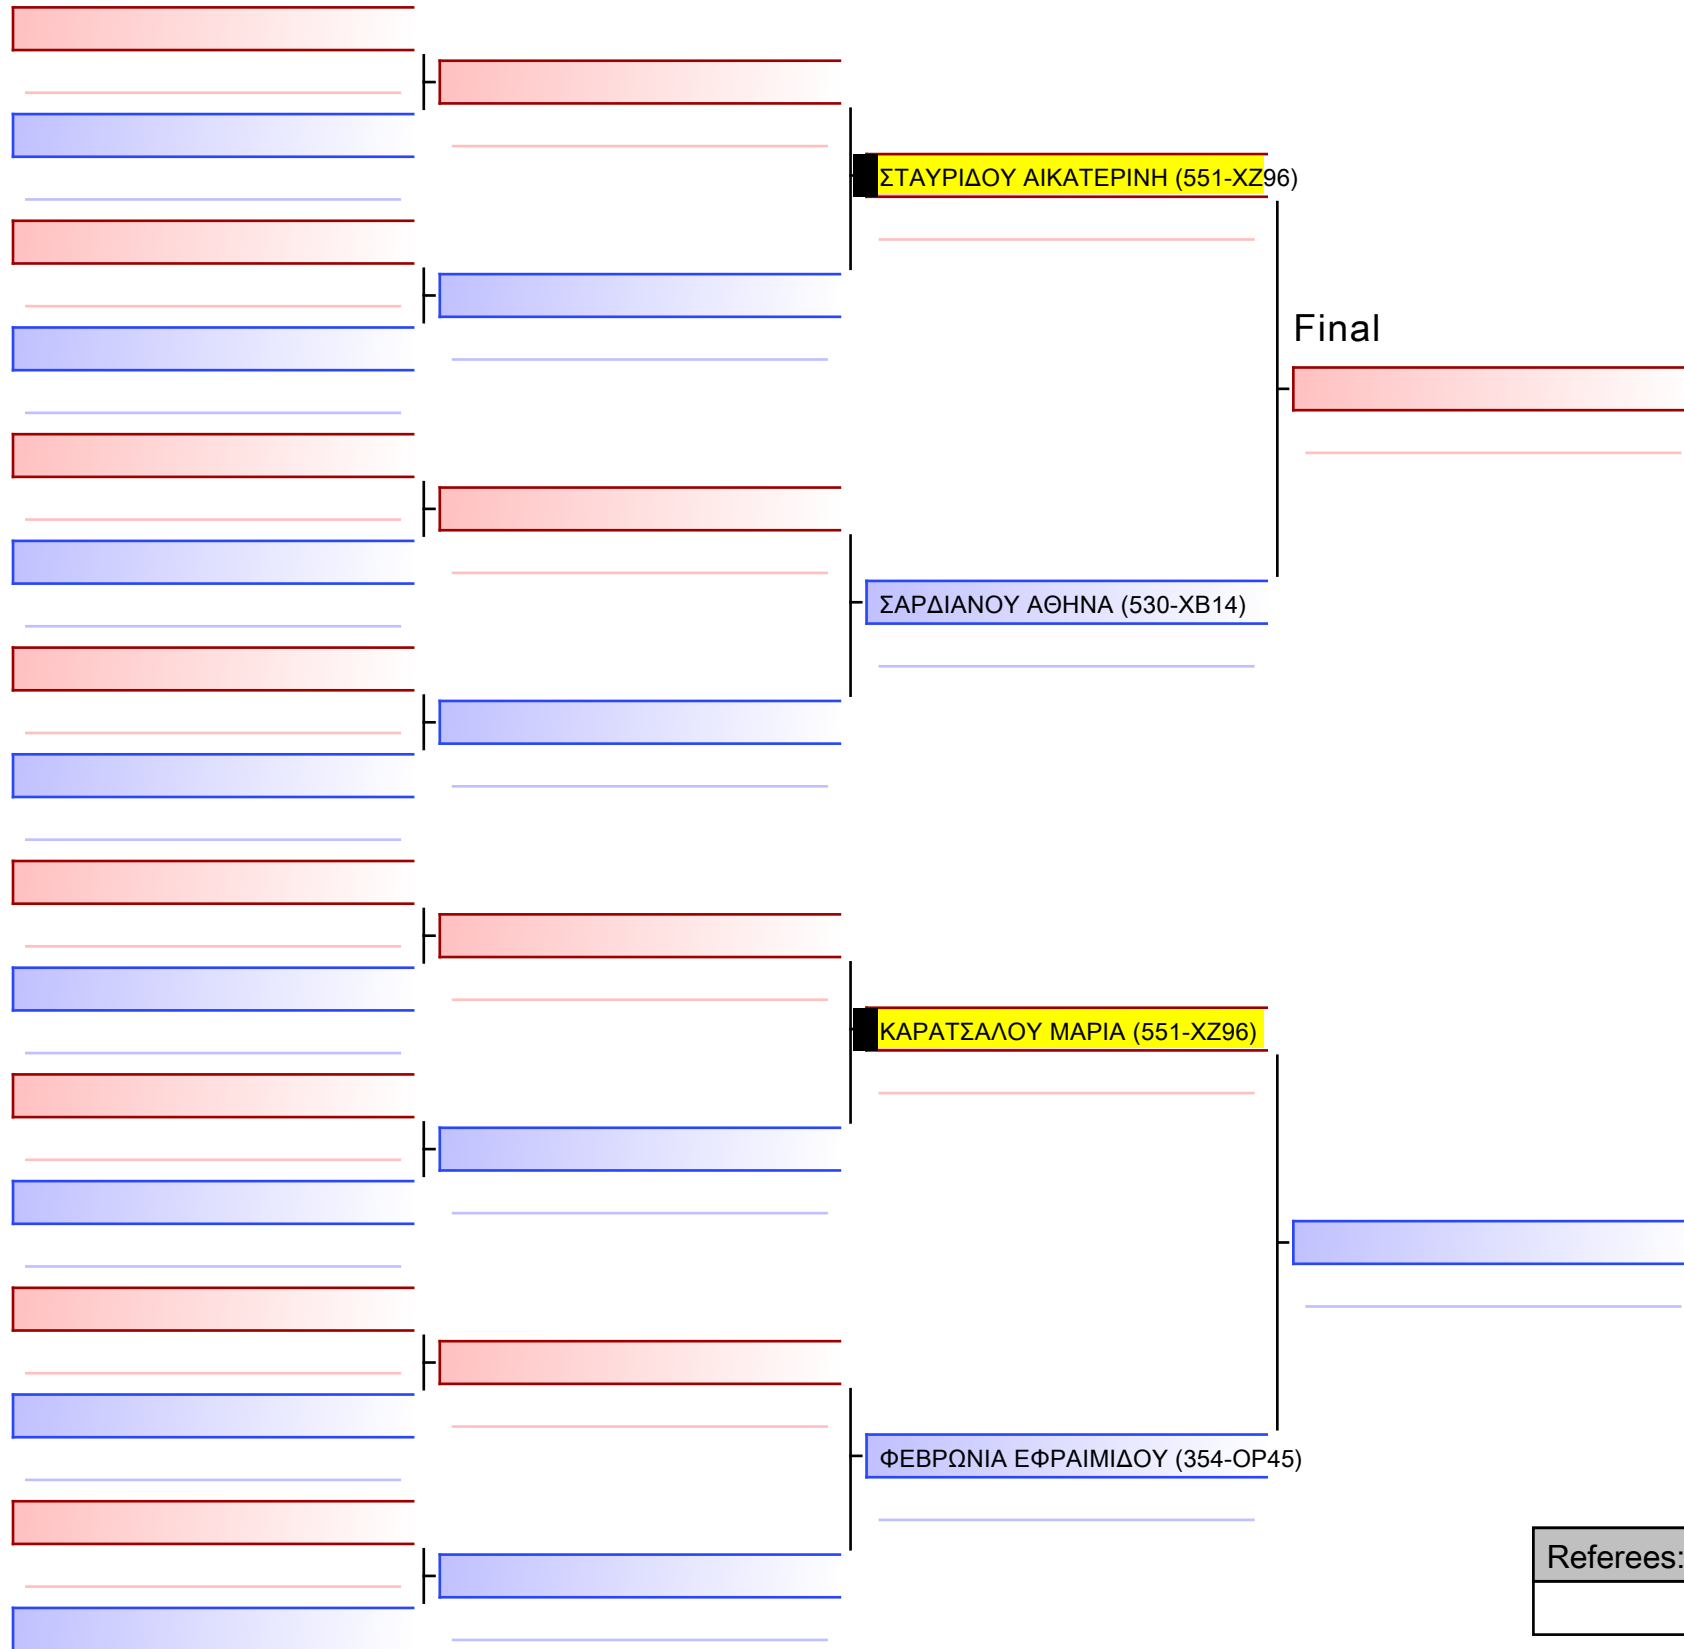 ΣΤΑΥΡΙΔΟΥ ΑΙΚΑΤΕΡΙΝΗ (551-XZ96)
Final
ΣΑΡΔΙΑΝΟΥ ΑΘΗΝΑ (530-XB14)
ΚΑΡΑΤΣΑΛΟΥ ΜΑΡΙΑ (551-XZ96)
ΦΕΒΡΩΝΙΑ ΕΦΡΑΙΜΙΔΟΥ (354-OP45)
Referees: